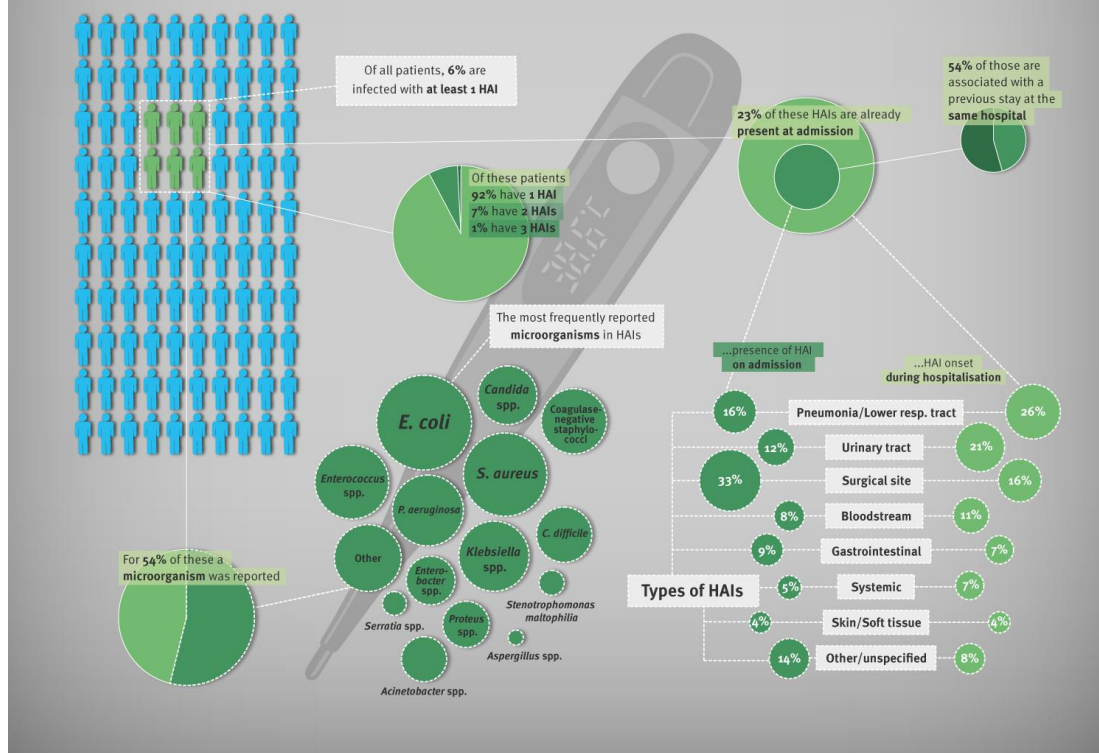 Of all patients, 6% are
infected with at least 1 HAI
23% of these HAIs are already
present at admission
54% of those are
associated with a
previous stay at the
same hospital
Of these patients
92% have 1 HAI
7% have 2 HAIs
1% have 3 HAIs
38.6°C
The most frequently reported
microorganisms in HAIs
E. coli
Candida
spp.
Coagulase-
negative
staphylo-
cocci
Enterococcus
spp.
S. aureus
P. aeruginosa
Other
Klebsiella
spp.
C. difficile
Entero-
bacter
spp.
Stenotrophomonas
maltophilia
Serratia spp.
Proteus
spp.
Aspergillus spp.
Acinetobacter spp.
For 54% of these a
microorganism was reported
...presence of HAI
on admission
...HAI onset
during hospitalisation
Types of HAIs
16% Pneumonia/Lower resp. tract 26%
12% Urinary tract 21%
33% Surgical site 16%
8% Bloodstream 11%
9% Gastrointestinal 7%
5% Systemic 7%
4% Skin/Soft tissue 4%
14% Other/unspecified 8%